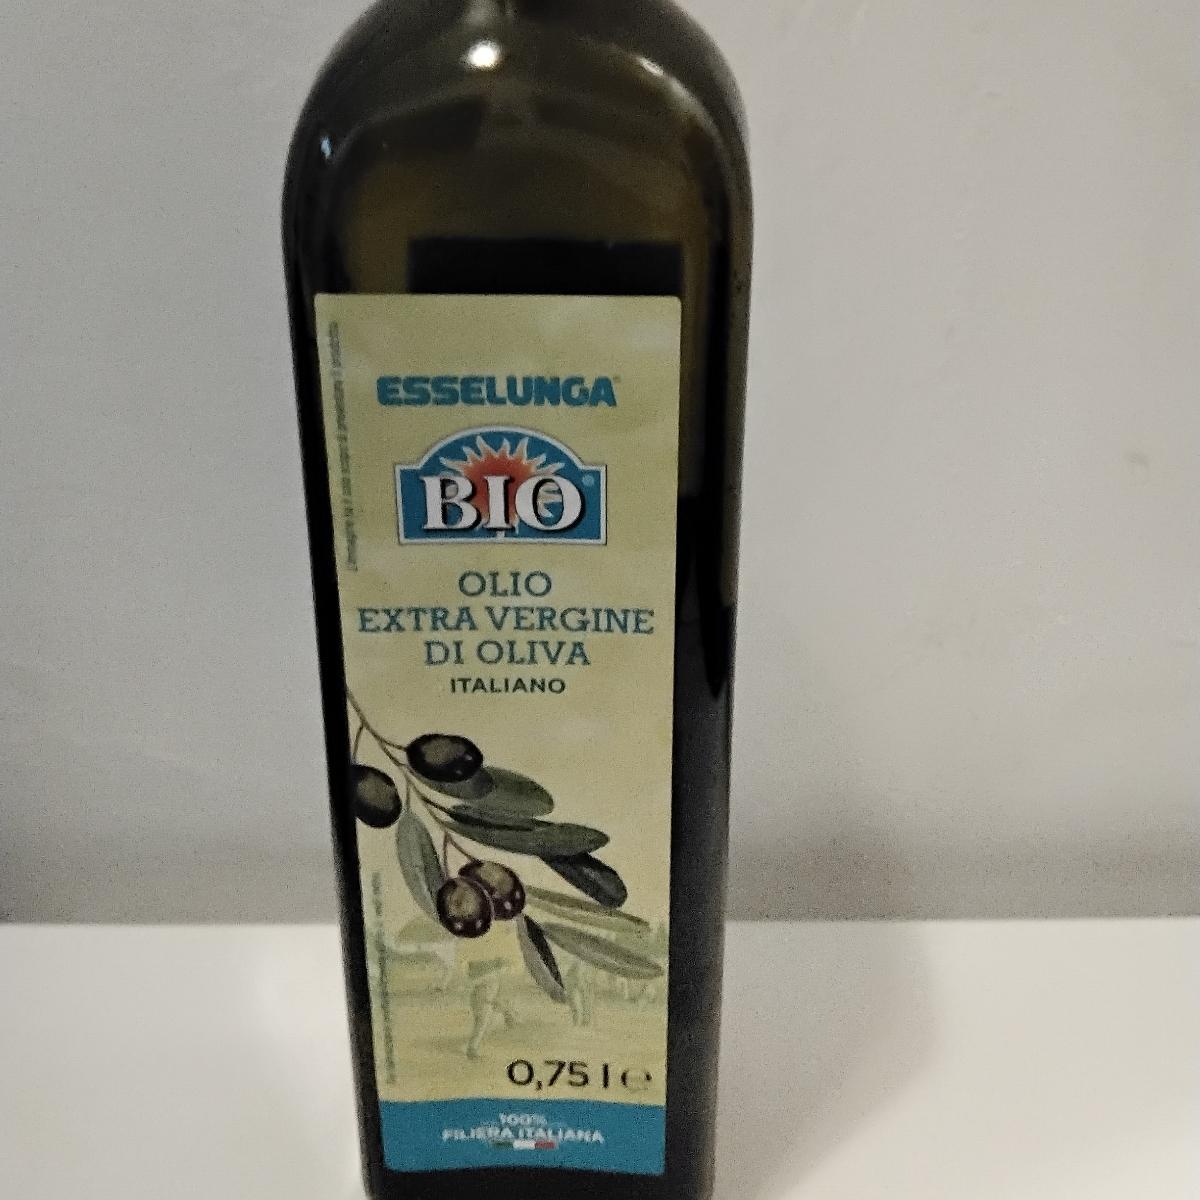 ESSELUNGA
BIO®
OLIO
EXTRA VERGINE
DI OLIVA
ITALIANO
0,75 l e
100%
FILIERA ITALIANA